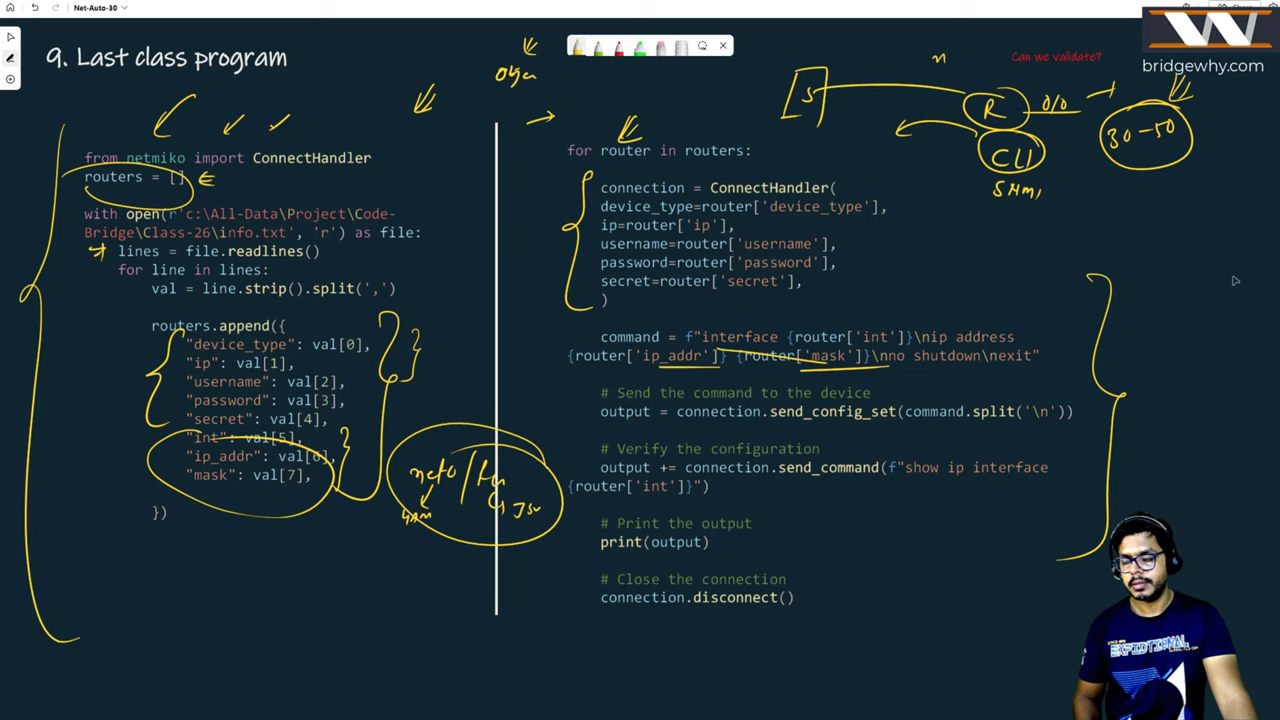 Net-Auto-30
Share
9. Last class program
Can we validate?
bridgewhy.com
S
n
R
0/0
30-50
CLI
from netmiko import ConnectHandler
routers = []
with open(r'c:\All-Data\Project\Code-
Bridge\Class-26\info.txt', 'r') as file:
lines = file.readlines()
for line in lines:
val = line.strip().split(',')
routers.append({
"device_type": val[0],
"ip": val[1],
"username": val[2],
"password": val[3],
"secret": val[4],
"int": val[5],
"ip_addr": val[6],
"mask": val[7],
})
for router in routers:
connection = ConnectHandler(
device_type=router['device_type'],
ip=router['ip'],
username=router['username'],
password=router['password'],
secret=router['secret'],
)
command = f"interface {router['int']}\nip address
{router['ip_addr']} {router['mask']}\nno shutdown\nexit"
# Send the command to the device
output = connection.send_config_set(command.split('\n'))
# Verify the configuration
output += connection.send_command(f"show ip interface
{router['int']}")
# Print the output
print(output)
# Close the connection
connection.disconnect()